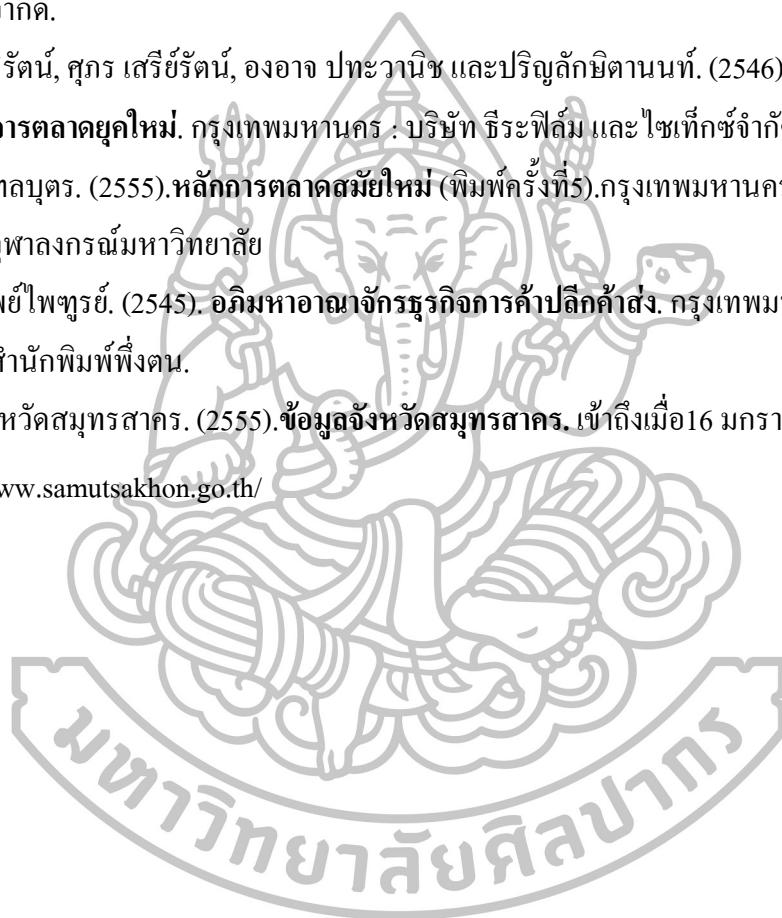 จำกัด.
รัตน์, ศุภร เสรีย์รัตน์, องอาจ ปทะวานิช และปริญลักษิตานนท์. (2546)
การตลาดยุคใหม่. กรุงเทพมหานคร : บริษัท ธีระฟิล์ม และ ไซเท็กซ์จำกัด
ทลบุตร. (2555).หลักการตลาดสมัยใหม่ (พิมพ์ครั้งที่5).กรุงเทพมหานคร
จุฬาลงกรณ์มหาวิทยาลัย
พย์ไพฑูรย์. (2545). อภิมหาอาณาจักรธุรกิจการค้าปลีกค้าส่ง. กรุงเทพม
สำนักพิมพ์พึ่งตน.
หวัดสมุทรสาคร. (2555).ข้อมูลจังหวัดสมุทรสาคร. เข้าถึงเมื่อ16 มกรา
ww.samutsakhon.go.th/
มหาวิทยาลัยศิลปากร